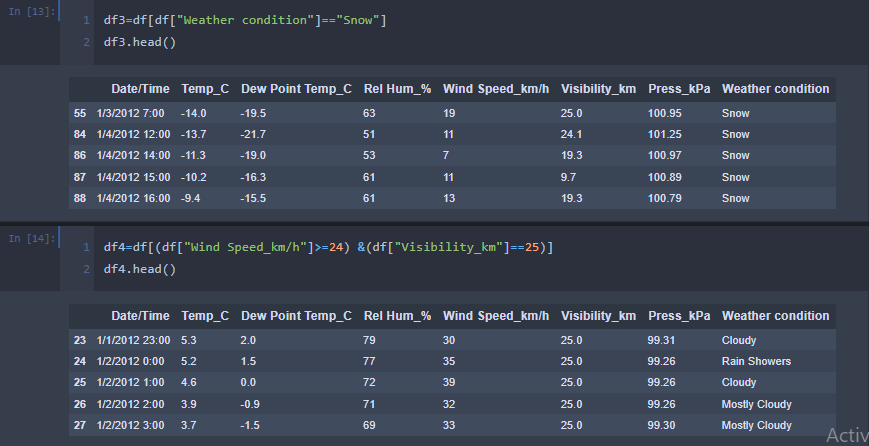 In [13]:
1 df3=df[df["Weather condition"]=="Snow"]
2 df3.head()
Date/Time Temp_C Dew Point Temp_C Rel Hum_% Wind Speed_km/h Visibility_km Press_kPa Weather condition
55 1/3/2012 7:00 -14.0 -19.5 63 19 25.0 100.95 Snow
84 1/4/2012 12:00 -13.7 -21.7 51 11 24.1 101.25 Snow
86 1/4/2012 14:00 -11.3 -19.0 53 7 19.3 100.97 Snow
87 1/4/2012 15:00 -10.2 -16.3 61 11 9.7 100.89 Snow
88 1/4/2012 16:00 -9.4 -15.5 61 13 19.3 100.79 Snow
In [14]:
1 df4=df[(df["Wind Speed_km/h"]>=24) &(df["Visibility_km"]==25)]
2 df4.head()
Date/Time Temp_C Dew Point Temp_C Rel Hum_% Wind Speed_km/h Visibility_km Press_kPa Weather condition
23 1/1/2012 23:00 5.3 2.0 79 30 25.0 99.31 Cloudy
24 1/2/2012 0:00 5.2 1.5 77 35 25.0 99.26 Rain Showers
25 1/2/2012 1:00 4.6 0.0 72 39 25.0 99.26 Cloudy
26 1/2/2012 2:00 3.9 -0.9 71 32 25.0 99.26 Mostly Cloudy
27 1/2/2012 3:00 3.7 -1.5 69 33 25.0 99.30 Mostly Cloudy
Activ